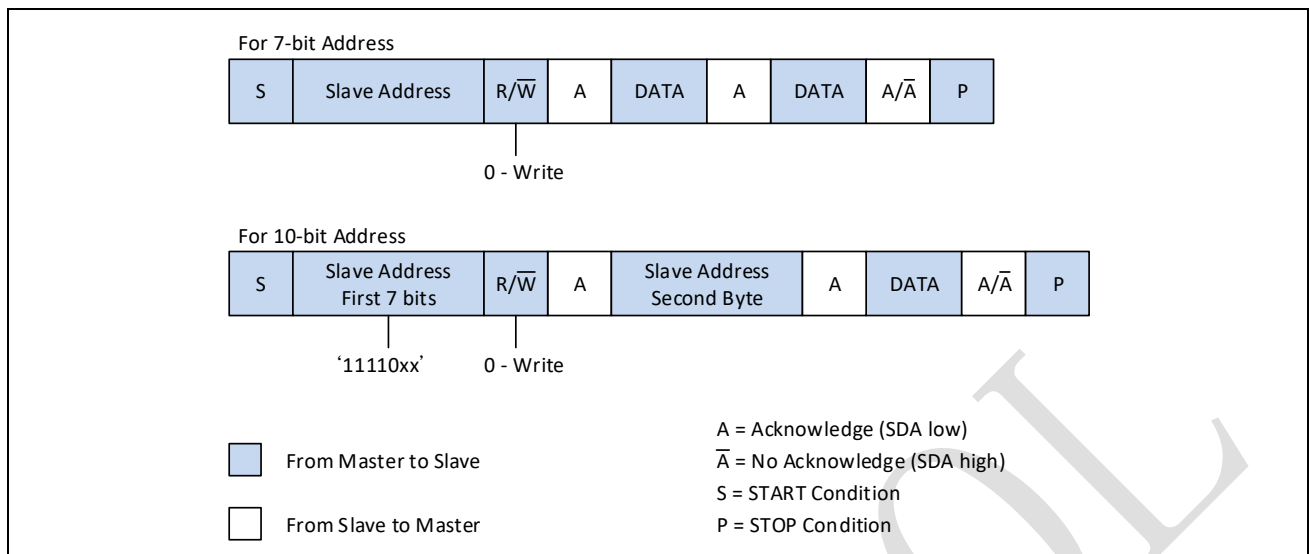 For 7-bit Address
S Slave Address R/W̅ A DATA A DATA A/A̅ P
0 - Write
For 10-bit Address
S Slave Address First 7 bits R/W̅ A Slave Address Second Byte A DATA A/A̅ P
‘11110xx’ 0 - Write
From Master to Slave
From Slave to Master
A = Acknowledge (SDA low)
A̅ = No Acknowledge (SDA high)
S = START Condition
P = STOP Condition